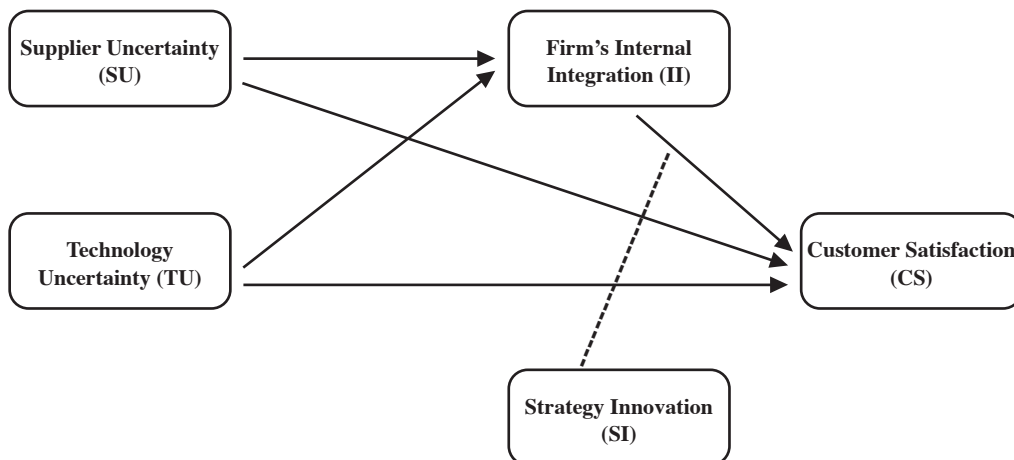 Supplier Uncertainty
(SU)
Firm's Internal
Integration (II)
Technology
Uncertainty (TU)
Customer Satisfaction
(CS)
Strategy Innovation
(SI)